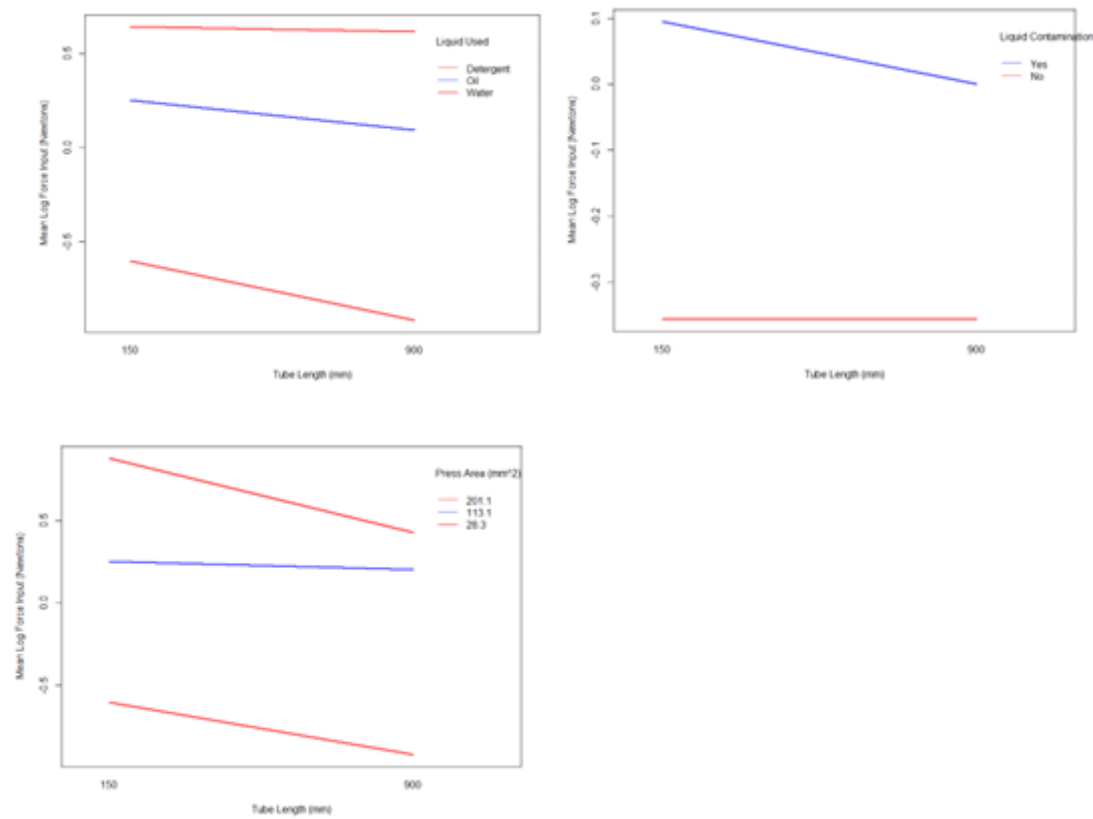 Liquid Used
Detergent
Oil
Water
0.5
0.0
-0.5
Mean Log Force Input (Newtons)
150
900
Tube Length (mm)
Liquid Contamination
Yes
No
0.1
0.0
-0.1
-0.2
-0.3
Mean Log Force Input (Newtons)
150
900
Tube Length (mm)
Press Area (mm^2)
201.1
113.1
28.3
0.5
0.0
-0.5
Mean Log Force Input (Newtons)
150
900
Tube Length (mm)